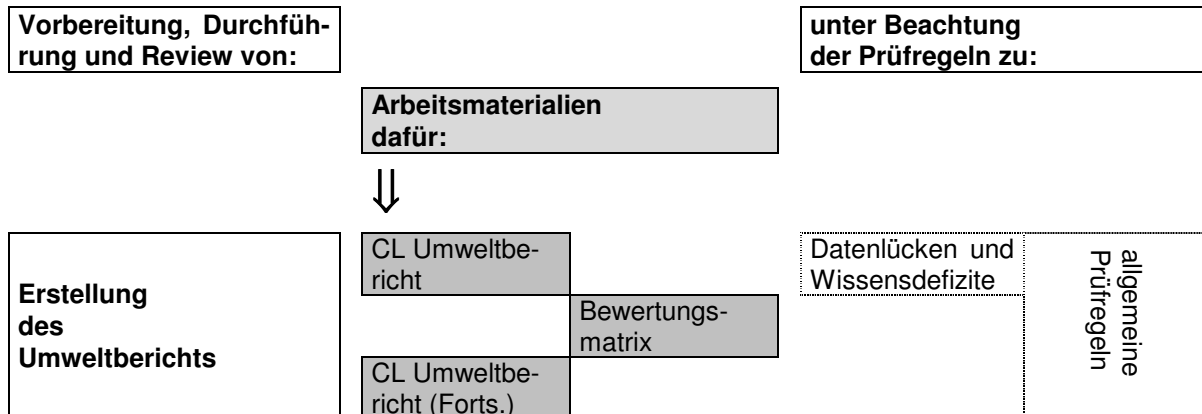 Vorbereitung, Durchfüh-
rung und Review von:
unter Beachtung
der Prüfregeln zu:
Arbeitsmaterialien
dafür:
⇓
Erstellung
des
Umweltberichts
CL Umweltbe-
richt
Bewertungs-
matrix
CL Umweltbe-
richt (Forts.)
Datenlücken und
Wissensdefizite
allgemeine
Prüfregeln